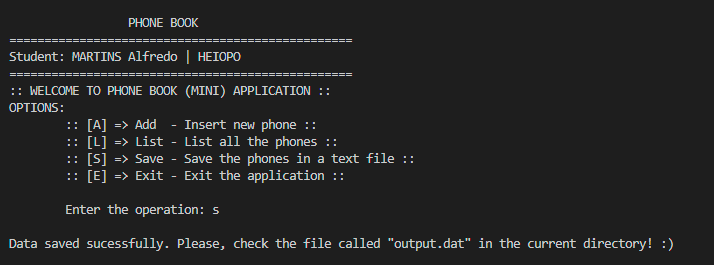 PHONE BOOK
=================================================
Student: MARTINS Alfredo | HEIOPO
=================================================
:: WELCOME TO PHONE BOOK (MINI) APPLICATION ::
OPTIONS:
:: [A] => Add  - Insert new phone ::
:: [L] => List - List all the phones ::
:: [S] => Save - Save the phones in a text file ::
:: [E] => Exit - Exit the application ::
Enter the operation: s
Data saved sucessfully. Please, check the file called "output.dat" in the current directory! :)